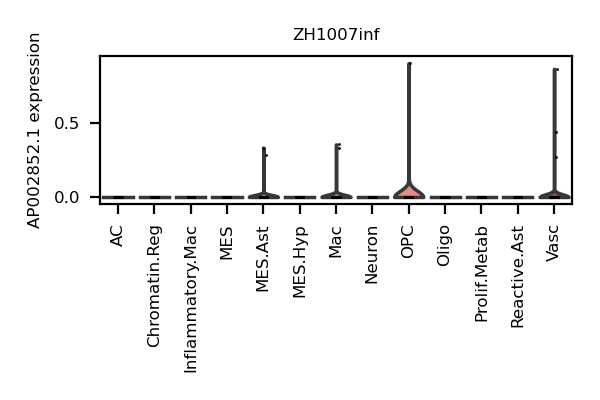 ZH1007inf
AP002852.1 expression
0.5
0.0
AC
Chromatin.Reg
Inflammatory.Mac
MES
MES.Ast
MES.Hyp
Mac
Neuron
OPC
Oligo
Prolif.Metab
Reactive.Ast
Vasc